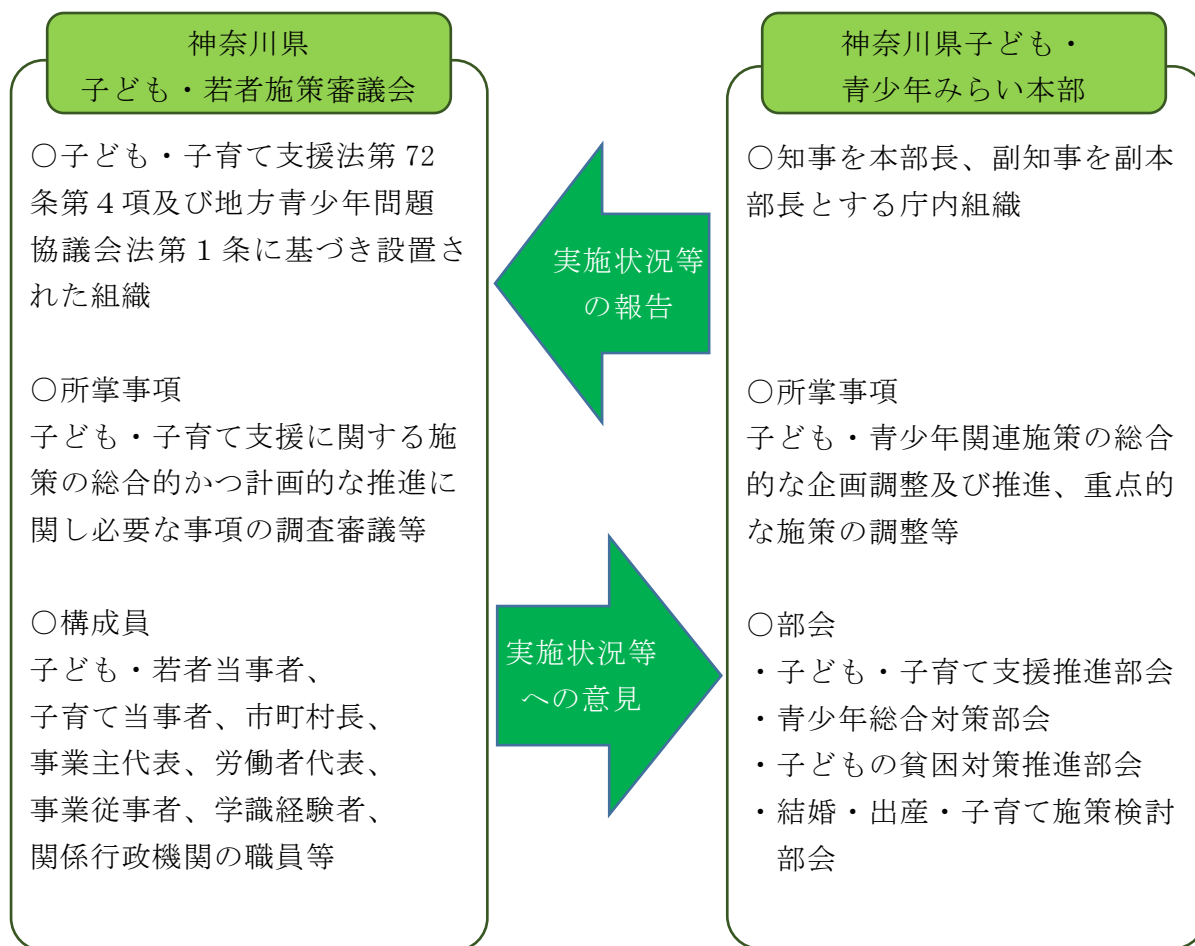 神奈川県
子ども・若者施策審議会
〇子ども・子育て支援法第 72
条第４項及び地方青少年問題
協議会法第１条に基づき設置さ
れた組織
〇所掌事項
子ども・子育て支援に関する施
策の総合的かつ計画的な推進に
関し必要な事項の調査審議等
〇構成員
子ども・若者当事者、
子育て当事者、市町村長、
事業主代表、労働者代表、
事業従事者、学識経験者、
関係行政機関の職員等
実施状況等
の報告
実施状況等
への意見
神奈川県子ども・
青少年みらい本部
〇知事を本部長、副知事を副本
部長とする庁内組織
〇所掌事項
子ども・青少年関連施策の総合
的な企画調整及び推進、重点的
な施策の調整等
〇部会
・子ども・子育て支援推進部会
・青少年総合対策部会
・子どもの貧困対策推進部会
・結婚・出産・子育て施策検討
部会